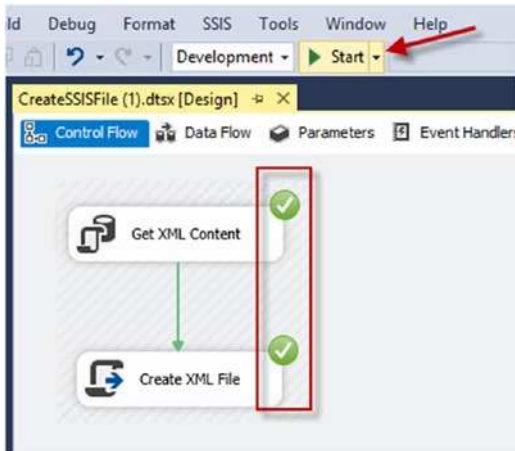 ld Debug Format SSIS Tools Window Help
Development Start
CreateSSISFile (1).dtsx [Design]
Control Flow Data Flow Parameters Event Handlers
Get XML Content
Create XML File